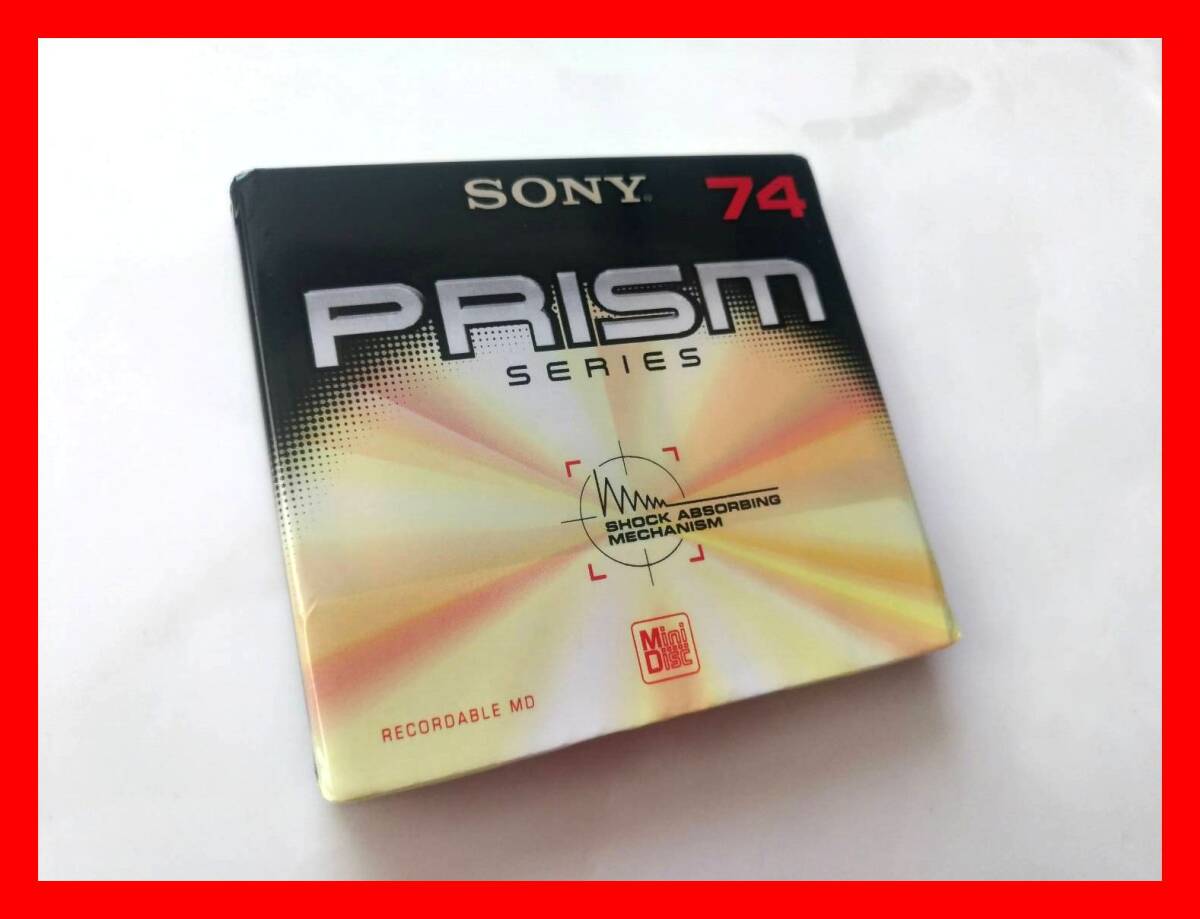 SONY 74
PRISM
SERIES
SHOCK ABSORBING
MECHANISM
Mini
Disc
RECORDABLE MD